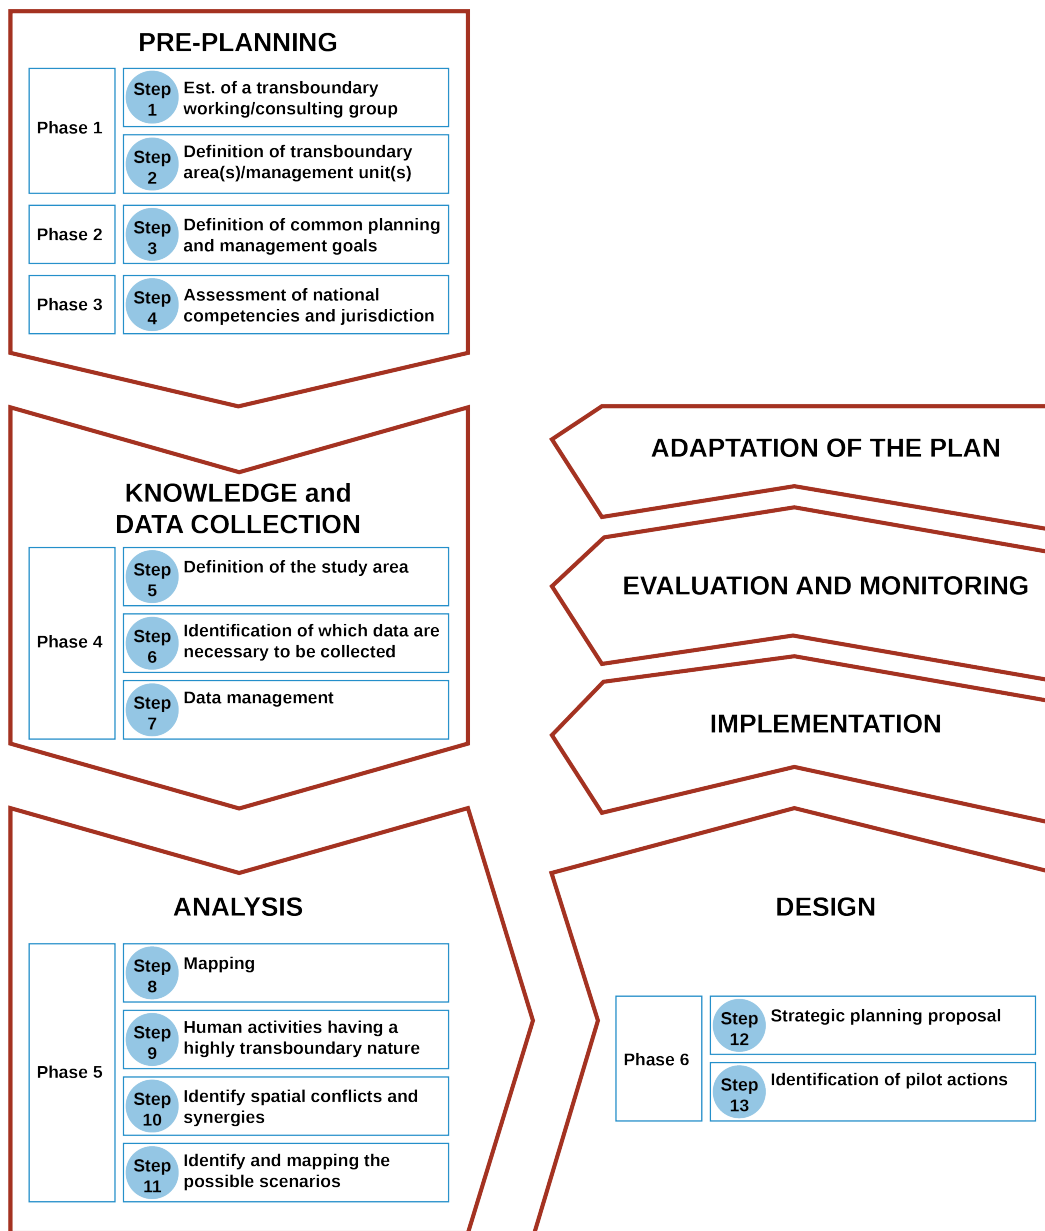 PRE-PLANNING
Phase 1
Step
1
Est. of a transboundary
working/consulting group
Step
2
Definition of transboundary
area(s)/management unit(s)
Phase 2
Step
3
Definition of common planning
and management goals
Phase 3
Step
4
Assessment of national
competencies and jurisdiction
KNOWLEDGE and
DATA COLLECTION
Phase 4
Step
5
Definition of the study area
Step
6
Identification of which data are
necessary to be collected
Step
7
Data management
ANALYSIS
Phase 5
Step
8
Mapping
Step
9
Human activities having a
highly transboundary nature
Step
10
Identify spatial conflicts and
synergies
Step
11
Identify and mapping the
possible scenarios
DESIGN
Phase 6
Step
12
Strategic planning proposal
Step
13
Identification of pilot actions
IMPLEMENTATION
EVALUATION AND MONITORING
ADAPTATION OF THE PLAN